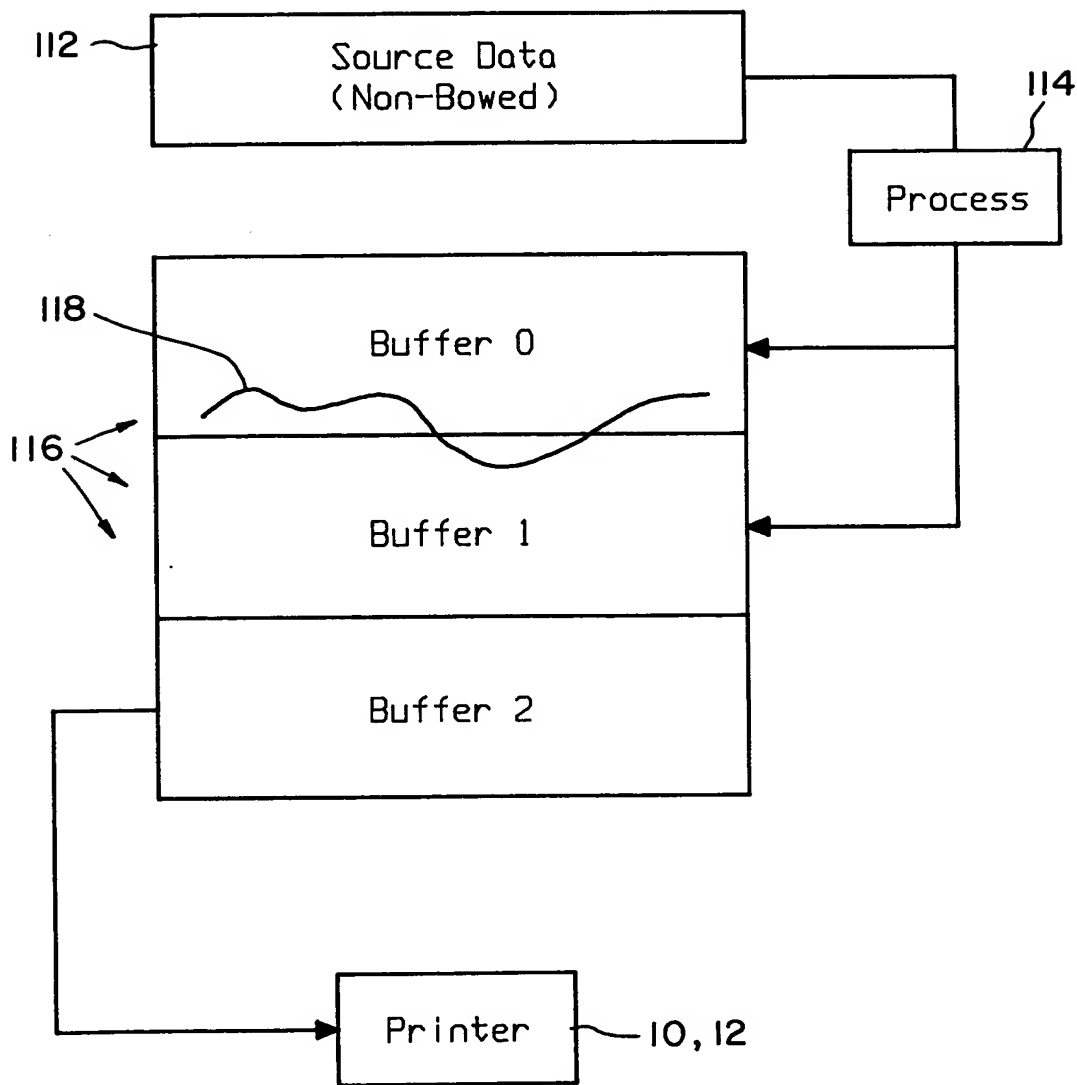 112
Source Data
(Non-Bowed)
114
Process
118
Buffer 0
116
Buffer 1
Buffer 2
Printer
10, 12